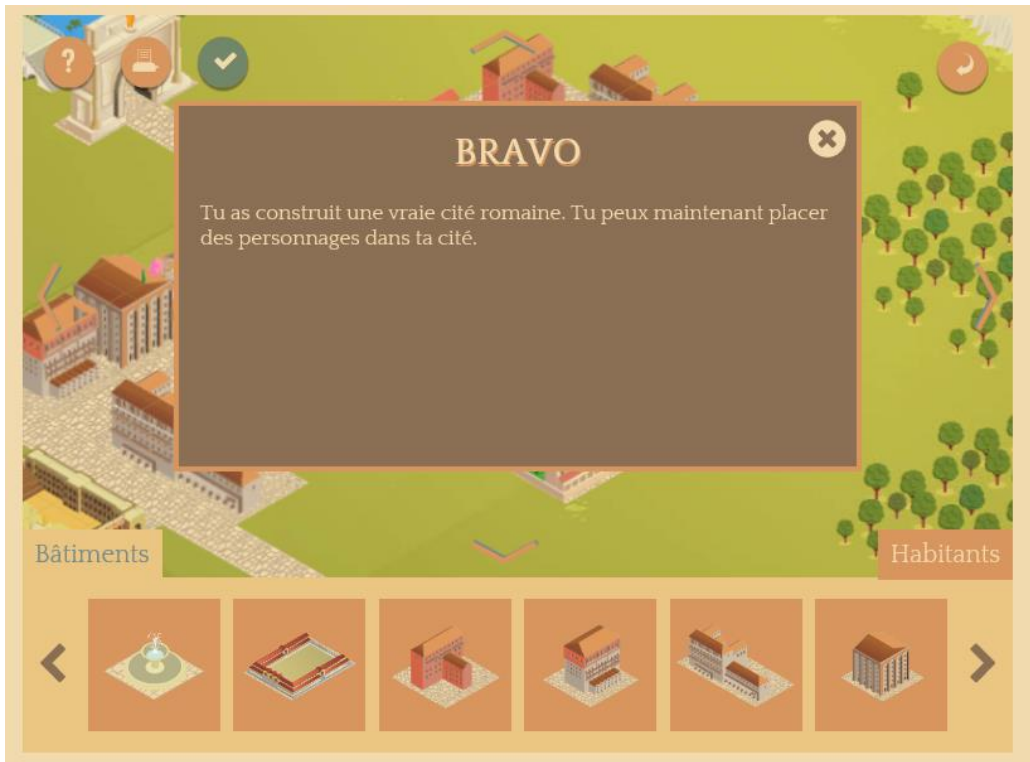 ?
BRAVO
Tu as construit une vraie cité romaine. Tu peux maintenant placer
des personnages dans ta cité.
Bâtiments
Habitants